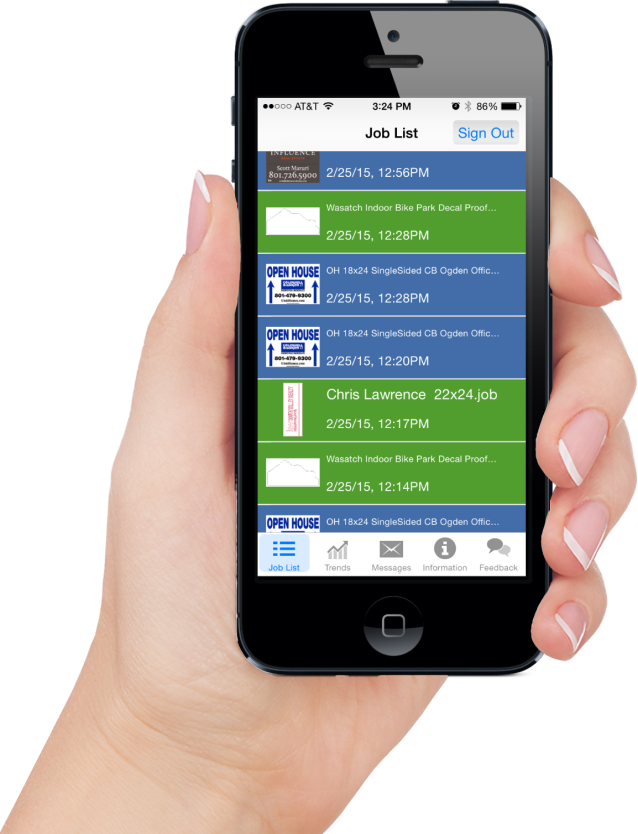 AT&T 3:24 PM 86%
Job List Sign Out
INFLUENCE
Scott Maruri
801.726.5900
2/25/15, 12:56PM
Wasatch Indoor Bike Park Decal Proof...
2/25/15, 12:28PM
OPEN HOUSE
801-479-9300
OH 18x24 SingleSided CB Ogden Offic...
2/25/15, 12:28PM
OPEN HOUSE
801-479-9300
OH 18x24 SingleSided CB Ogden Offic...
2/25/15, 12:20PM
Chris Lawrence 22x24.job
2/25/15, 12:17PM
Wasatch Indoor Bike Park Decal Proof...
2/25/15, 12:14PM
OPEN HOUSE
OH 18x24 SingleSided CB Ogden Offic...
Job List Trends Messages Information Feedback